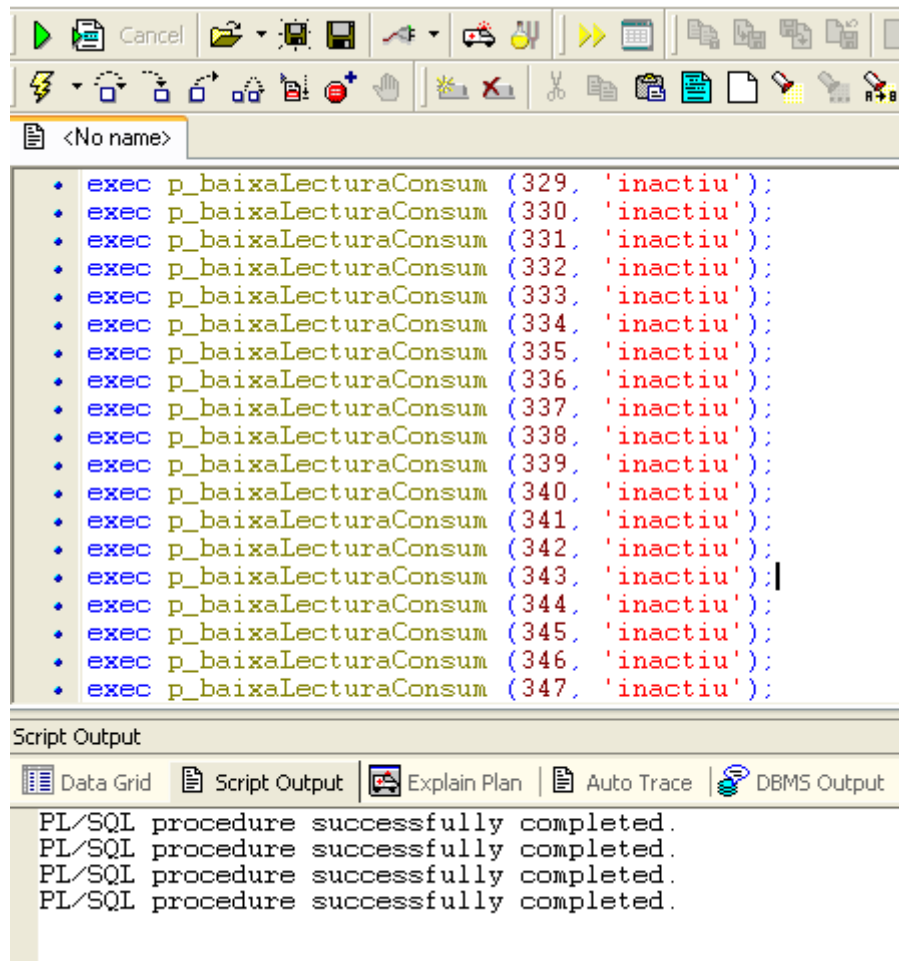 Cancel
<No name>
exec p_baixaLecturaConsum (329, 'inactiu');
exec p_baixaLecturaConsum (330, 'inactiu');
exec p_baixaLecturaConsum (331, 'inactiu');
exec p_baixaLecturaConsum (332, 'inactiu');
exec p_baixaLecturaConsum (333, 'inactiu');
exec p_baixaLecturaConsum (334, 'inactiu');
exec p_baixaLecturaConsum (335, 'inactiu');
exec p_baixaLecturaConsum (336, 'inactiu');
exec p_baixaLecturaConsum (337, 'inactiu');
exec p_baixaLecturaConsum (338, 'inactiu');
exec p_baixaLecturaConsum (339, 'inactiu');
exec p_baixaLecturaConsum (340, 'inactiu');
exec p_baixaLecturaConsum (341, 'inactiu');
exec p_baixaLecturaConsum (342, 'inactiu');
exec p_baixaLecturaConsum (343, 'inactiu');
exec p_baixaLecturaConsum (344, 'inactiu');
exec p_baixaLecturaConsum (345, 'inactiu');
exec p_baixaLecturaConsum (346, 'inactiu');
exec p_baixaLecturaConsum (347, 'inactiu');
Script Output
Data Grid Script Output Explain Plan Auto Trace DBMS Output
PL/SQL procedure successfully completed.
PL/SQL procedure successfully completed.
PL/SQL procedure successfully completed.
PL/SQL procedure successfully completed.